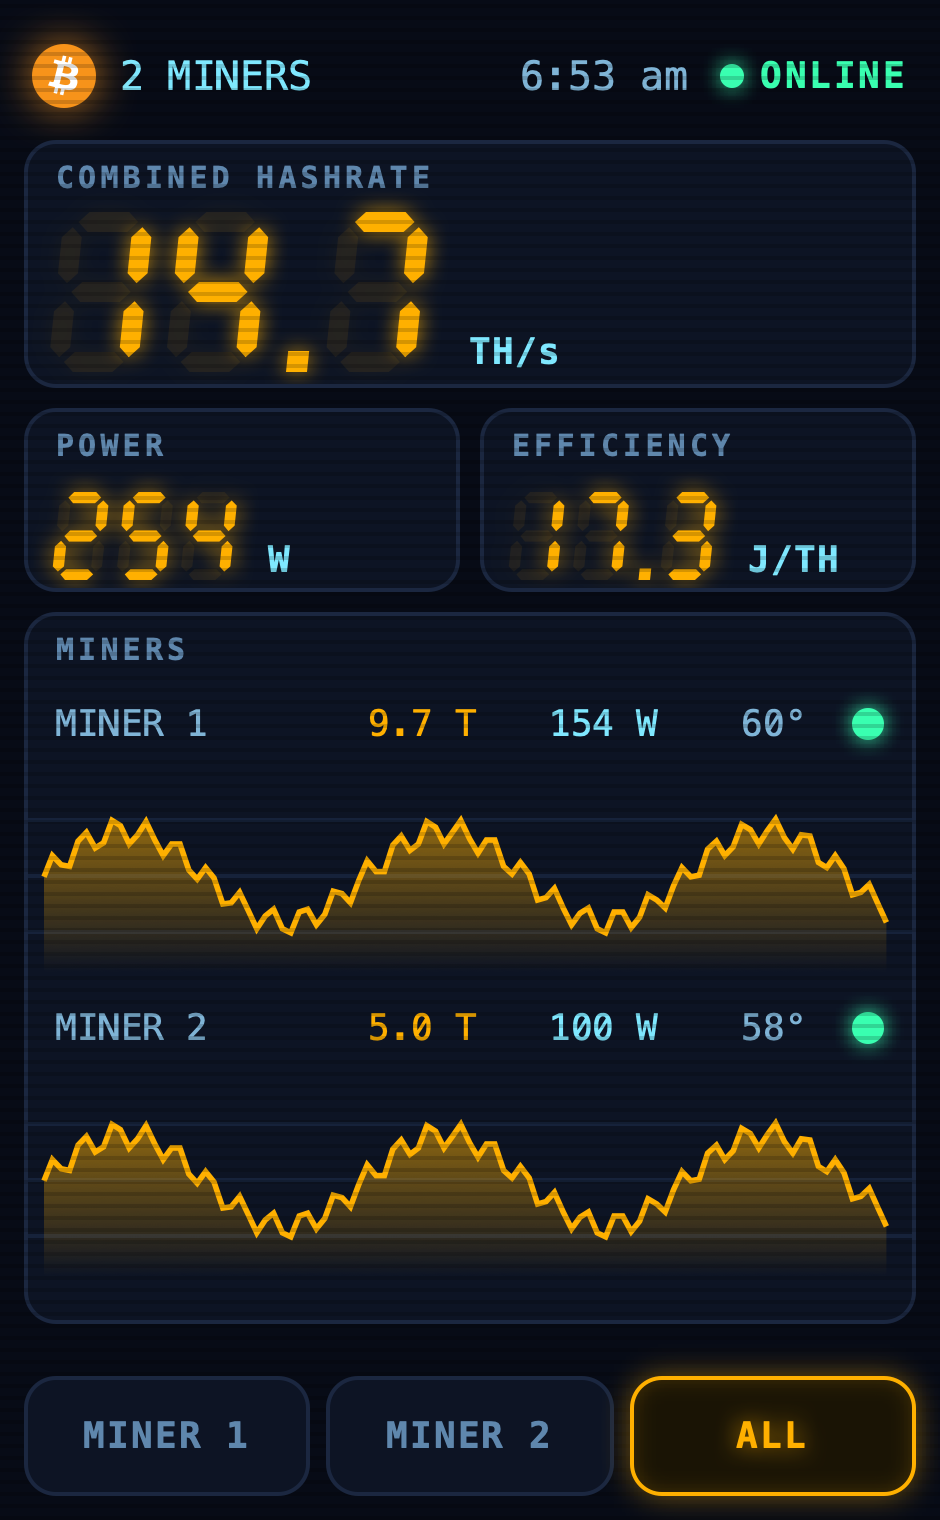 ₿ 2 MINERS 6:53 am ONLINE
COMBINED HASHRATE
14.7 TH/s
POWER
254 W
EFFICIENCY
17.3 J/TH
MINERS
MINER 1 9.7 T 154 W 60°
MINER 2 5.0 T 100 W 58°
MINER 1 MINER 2 ALL